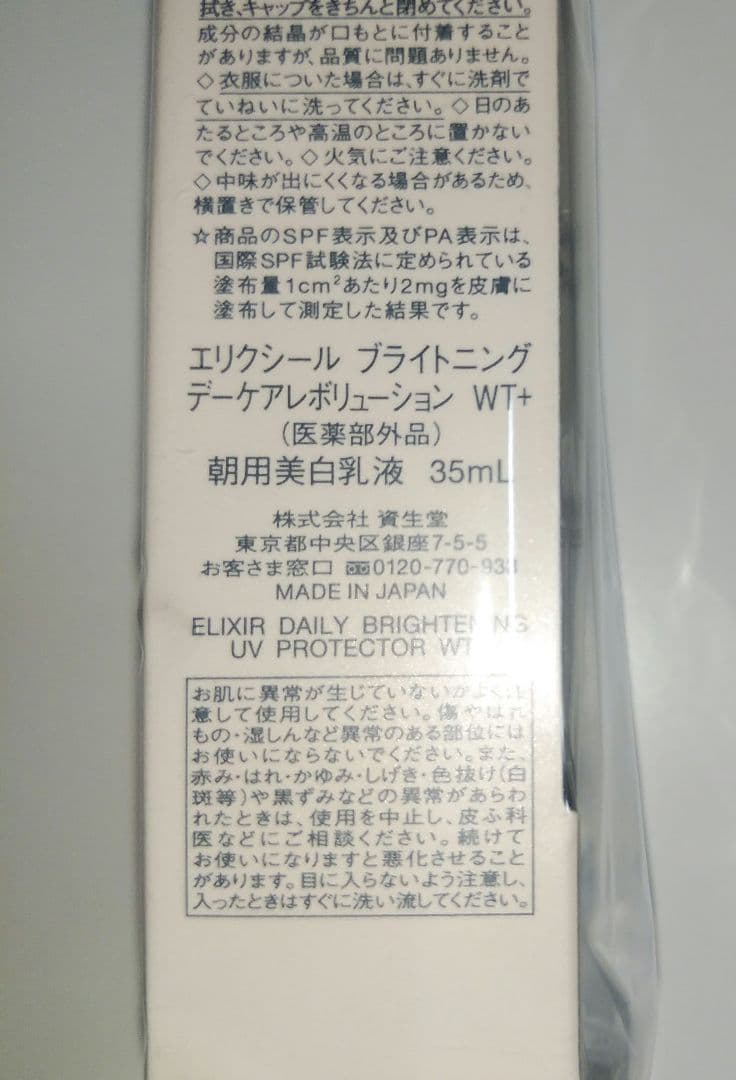 拭き、キャップをきちんと閉めてください。
成分の結晶が口もとに付着すること
がありますが、品質に問題ありません。
◇衣服についた場合は、すぐに洗剤で
ていねいに洗ってください。◇日のあ
たるところや高温のところに置かない
でください。◇火気にご注意ください。
◇中味が出にくくなる場合があるため、
横置きで保管してください。
☆商品のSPF表示及びPA表示は、
国際SPF試験法に定められている
塗布量1cm²あたり2mgを皮膚に
塗布して測定した結果です。
エリクシール ブライトニング
デーケアレボリューション WT+
(医薬部外品)
朝用美白乳液 35mL
株式会社 資生堂
東京都中央区銀座7-5-5
お客さま窓口 0120-770-933
MADE IN JAPAN
ELIXIR DAILY BRIGHTENING
UV PROTECTOR WT
お肌に異常が生じていないかよく注
意して使用してください。傷やはれ
もの・湿しんなど異常のある部位には
お使いにならないでください。また、
赤み・はれ・かゆみ・しげき・色抜け(白
斑等)や黒ずみなどの異常があらわ
れたときは、使用を中止し、皮ふ科
医などにご相談ください。続けて
お使いになりますと悪化させること
があります。目に入らないよう注意し、
入ったときはすぐに洗い流してください。